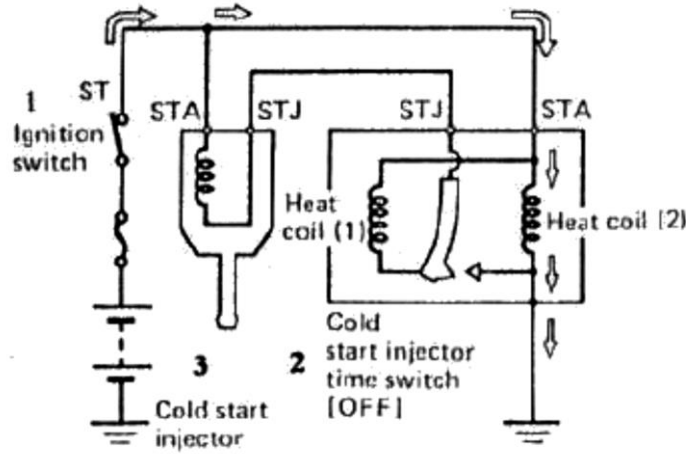 ST
1
Ignition
switch
STA
STJ
STJ
STA
Heat
coil (1)
Heat coil [2]
3
Cold start
injector
2
Cold
start injector
time switch
[OFF]